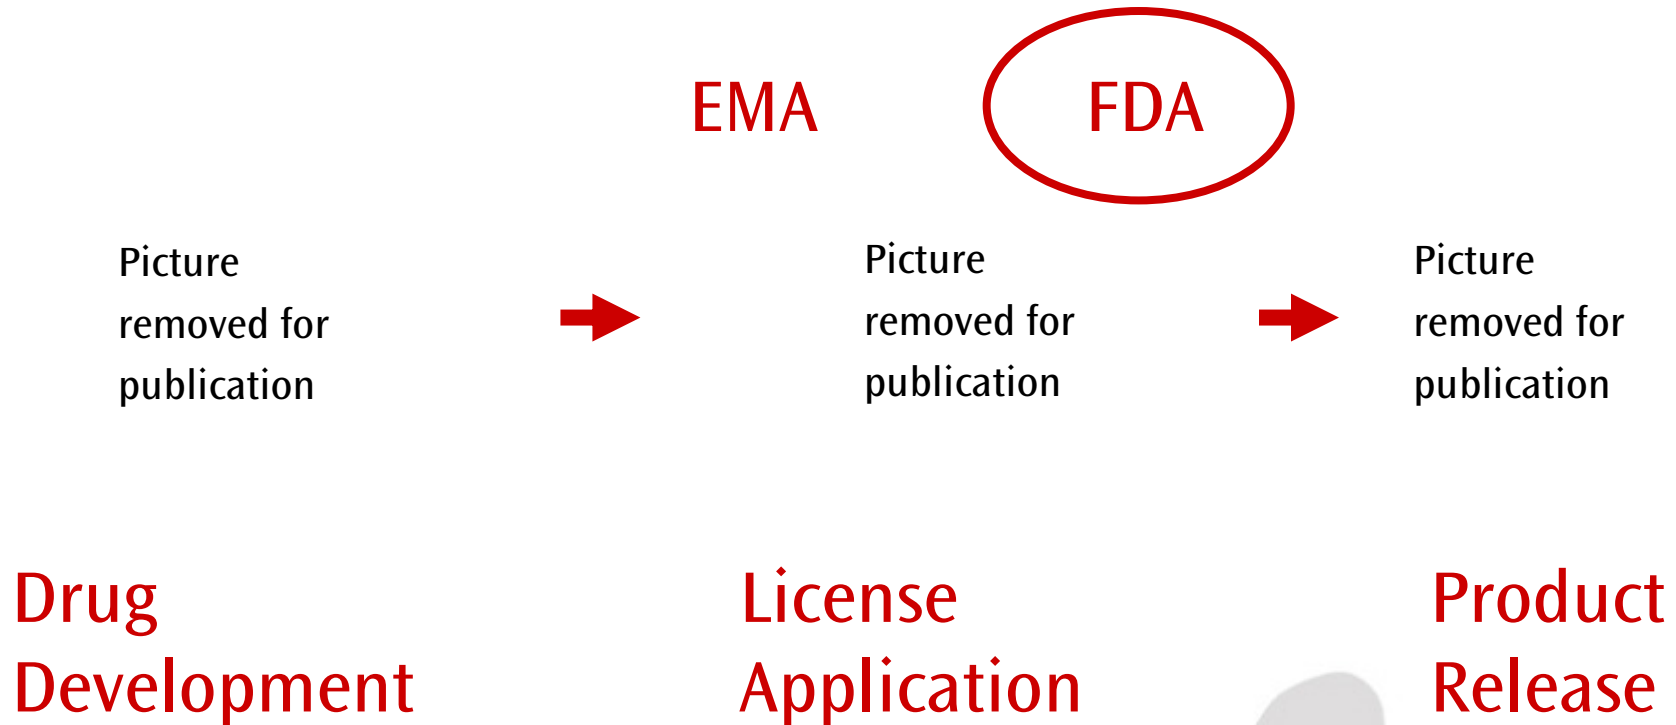 EMA
FDA
Picture
removed for
publication
Picture
removed for
publication
Picture
removed for
publication
Drug
Development
License
Application
Product
Release